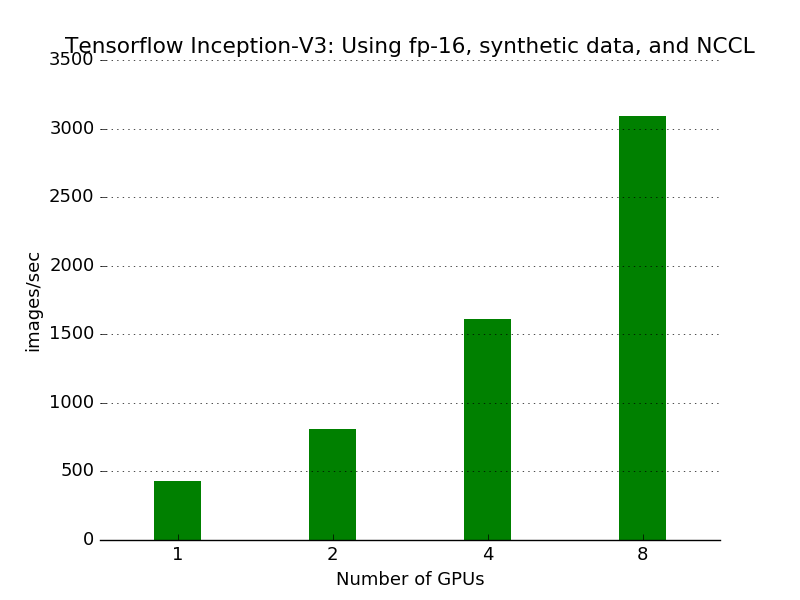 Tensorflow Inception-V3: Using fp-16, synthetic data, and NCCL
3500
3000
2500
2000
1500
1000
500
0
images/sec
1 2 4 8
Number of GPUs